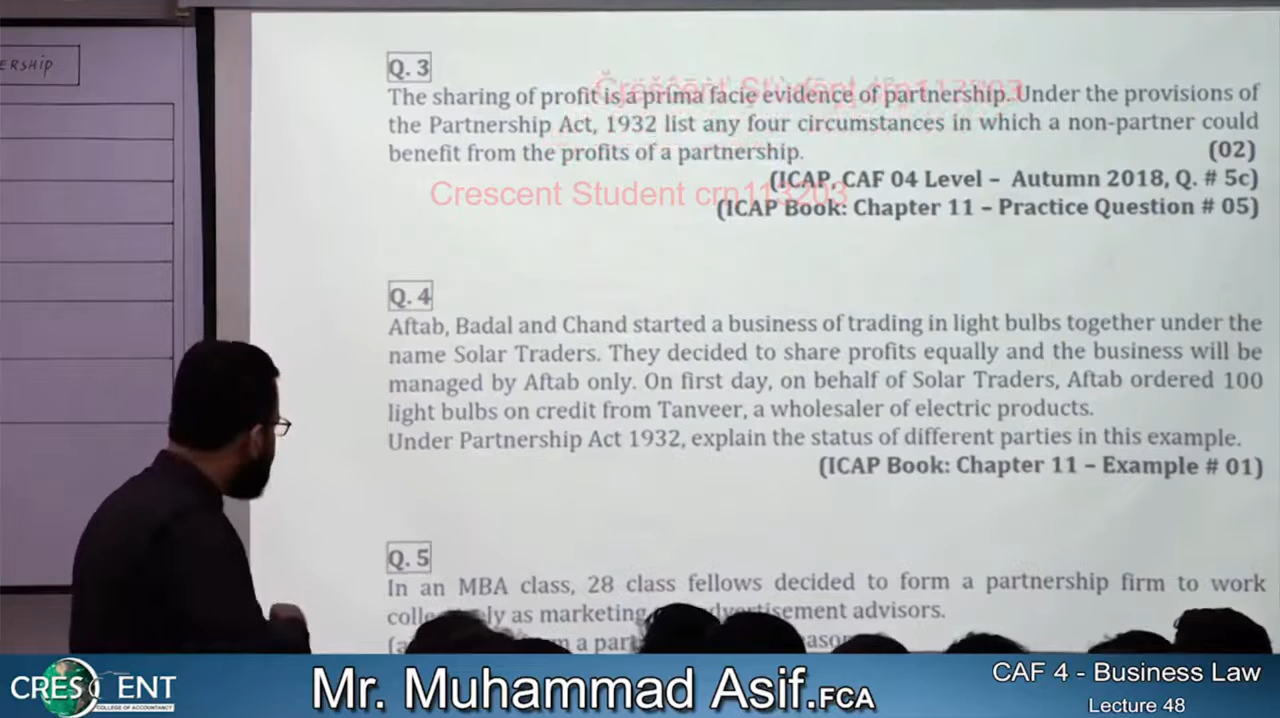 ERSHIP
Q. 3
The sharing of profit is a prima facie evidence of partnership. Under the provisions of
the Partnership Act, 1932 list any four circumstances in which a non-partner could
benefit from the profits of a partnership. (02)
(ICAP, CAF 04 Level – Autumn 2018, Q. # 5c)
(ICAP Book: Chapter 11 – Practice Question # 05)
Crescent Student crn113203
Crescent Student crn113203
Q. 4
Aftab, Badal and Chand started a business of trading in light bulbs together under the
name Solar Traders. They decided to share profits equally and the business will be
managed by Aftab only. On first day, on behalf of Solar Traders, Aftab ordered 100
light bulbs on credit from Tanveer, a wholesaler of electric products.
Under Partnership Act 1932, explain the status of different parties in this example.
(ICAP Book: Chapter 11 – Example # 01)
Q. 5
In an MBA class, 28 class fellows decided to form a partnership firm to work
as marketing advisors.
a
CRESCENT
COLLEGE OF ACCOUNTANCY
Mr. Muhammad Asif.FCA
CAF 4 - Business Law
Lecture 48